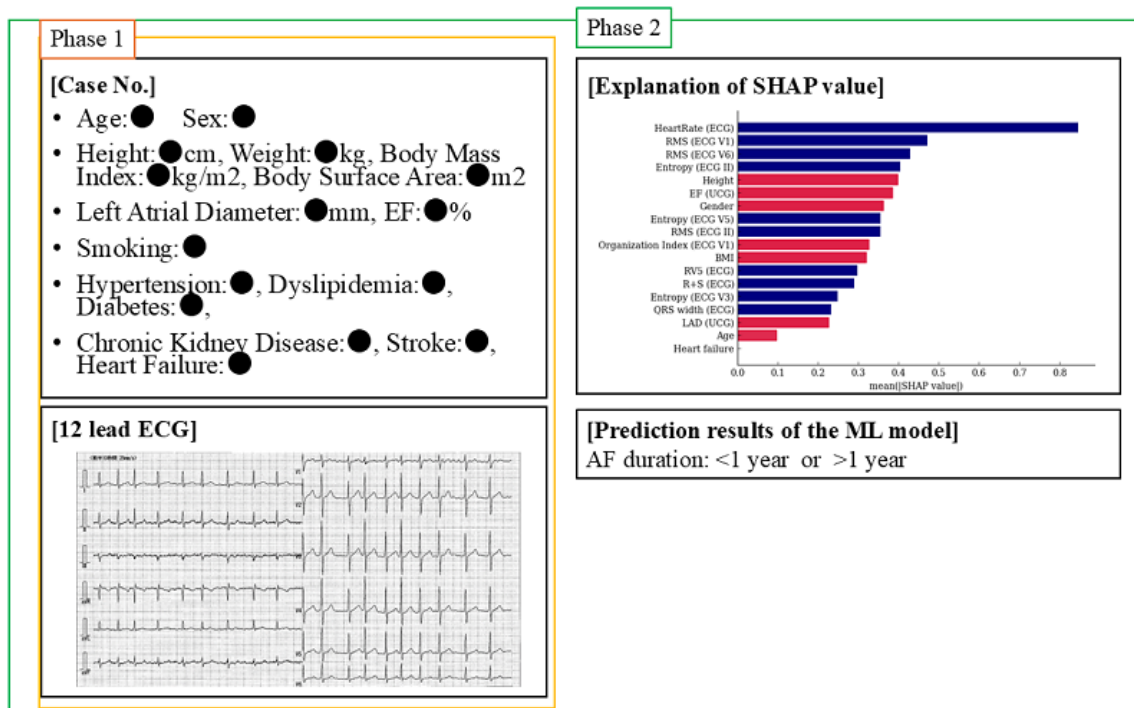 Phase 1
[Case No.]
• Age:● Sex:●
• Height:●cm, Weight:●kg, Body Mass
Index:●kg/m2, Body Surface Area:●m2
• Left Atrial Diameter:●mm, EF:●%
• Smoking:●
• Hypertension:●, Dyslipidemia:●,
Diabetes:●,
• Chronic Kidney Disease:●, Stroke:●,
Heart Failure:●
[12 lead ECG]
V1
V2
V4
V5
Phase 2
[Explanation of SHAP value]
HeartRate (ECG)
RMS (ECG V1)
RMS (ECG V6)
Entropy (ECG II)
Height
EF (UCG)
Gender
Entropy (ECG V5)
RMS (ECG II)
Organization Index (ECG V1)
BMI
RV5 (ECG)
R+S (ECG)
Entropy (ECG V3)
QRS width (ECG)
LAD (UCG)
Age
Heart failure
0.0 0.1 0.2 0.3 0.4 0.5 0.6 0.7 0.8
mean(|SHAP value|)
[Prediction results of the ML model]
AF duration: <1 year or >1 year